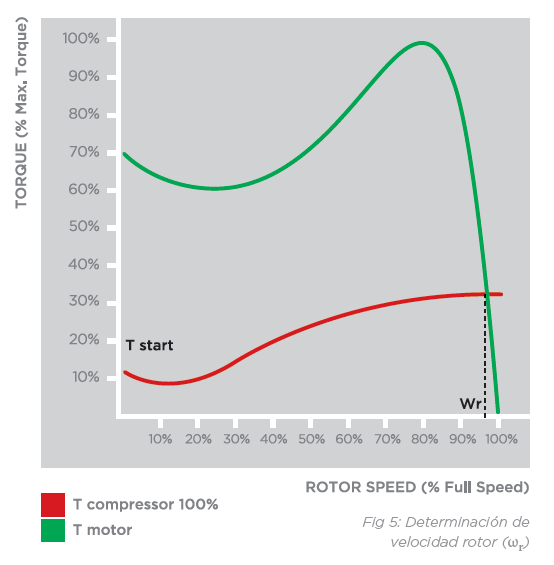 TORQUE (% Max. Torque)
100%
90%
80%
70%
60%
50%
40%
30%
20%
10%
T start
Wr
10% 20% 30% 40% 50% 60% 70% 80% 90% 100%
ROTOR SPEED (% Full Speed)
T compressor 100%
T motor
Fig 5: Determinación de
velocidad rotor (ωr)